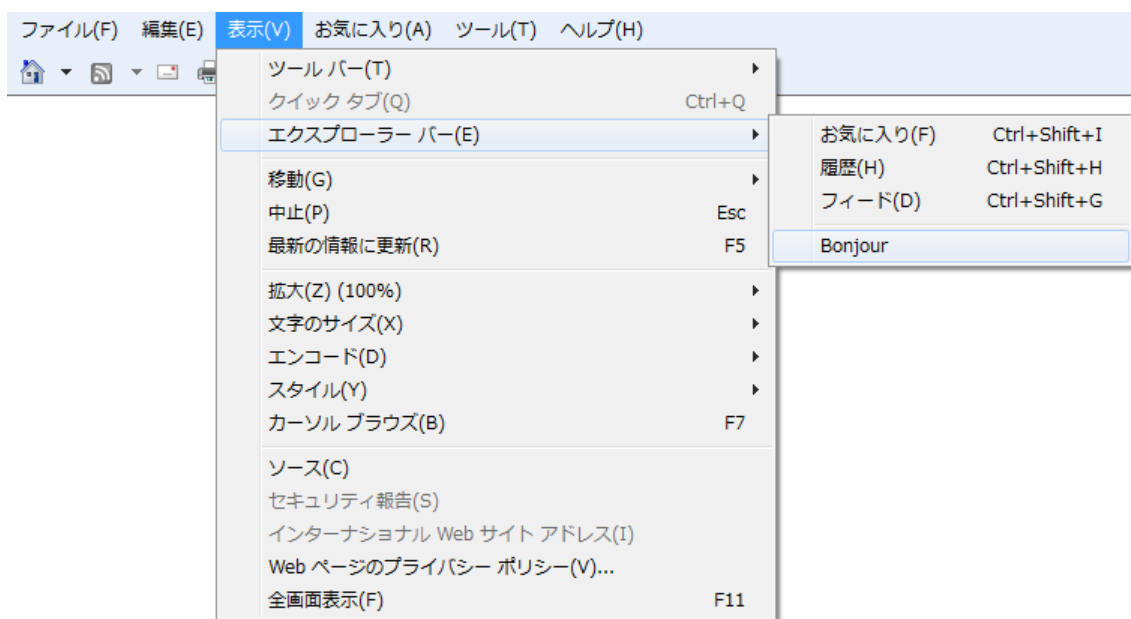 ファイル(F) 編集(E) 表示(V) お気に入り(A) ツール(T) ヘルプ(H)
ツール バー(T)
クイック タブ(Q) Ctrl+Q
エクスプローラー バー(E)
移動(G)
中止(P) Esc
最新の情報に更新(R) F5
拡大(Z) (100%)
文字のサイズ(X)
エンコード(D)
スタイル(Y)
カーソル ブラウズ(B) F7
ソース(C)
セキュリティ報告(S)
インターナショナル Web サイト アドレス(I)
Web ページのプライバシー ポリシー(V)...
全画面表示(F) F11
お気に入り(F) Ctrl+Shift+I
履歴(H) Ctrl+Shift+H
フィード(D) Ctrl+Shift+G
Bonjour